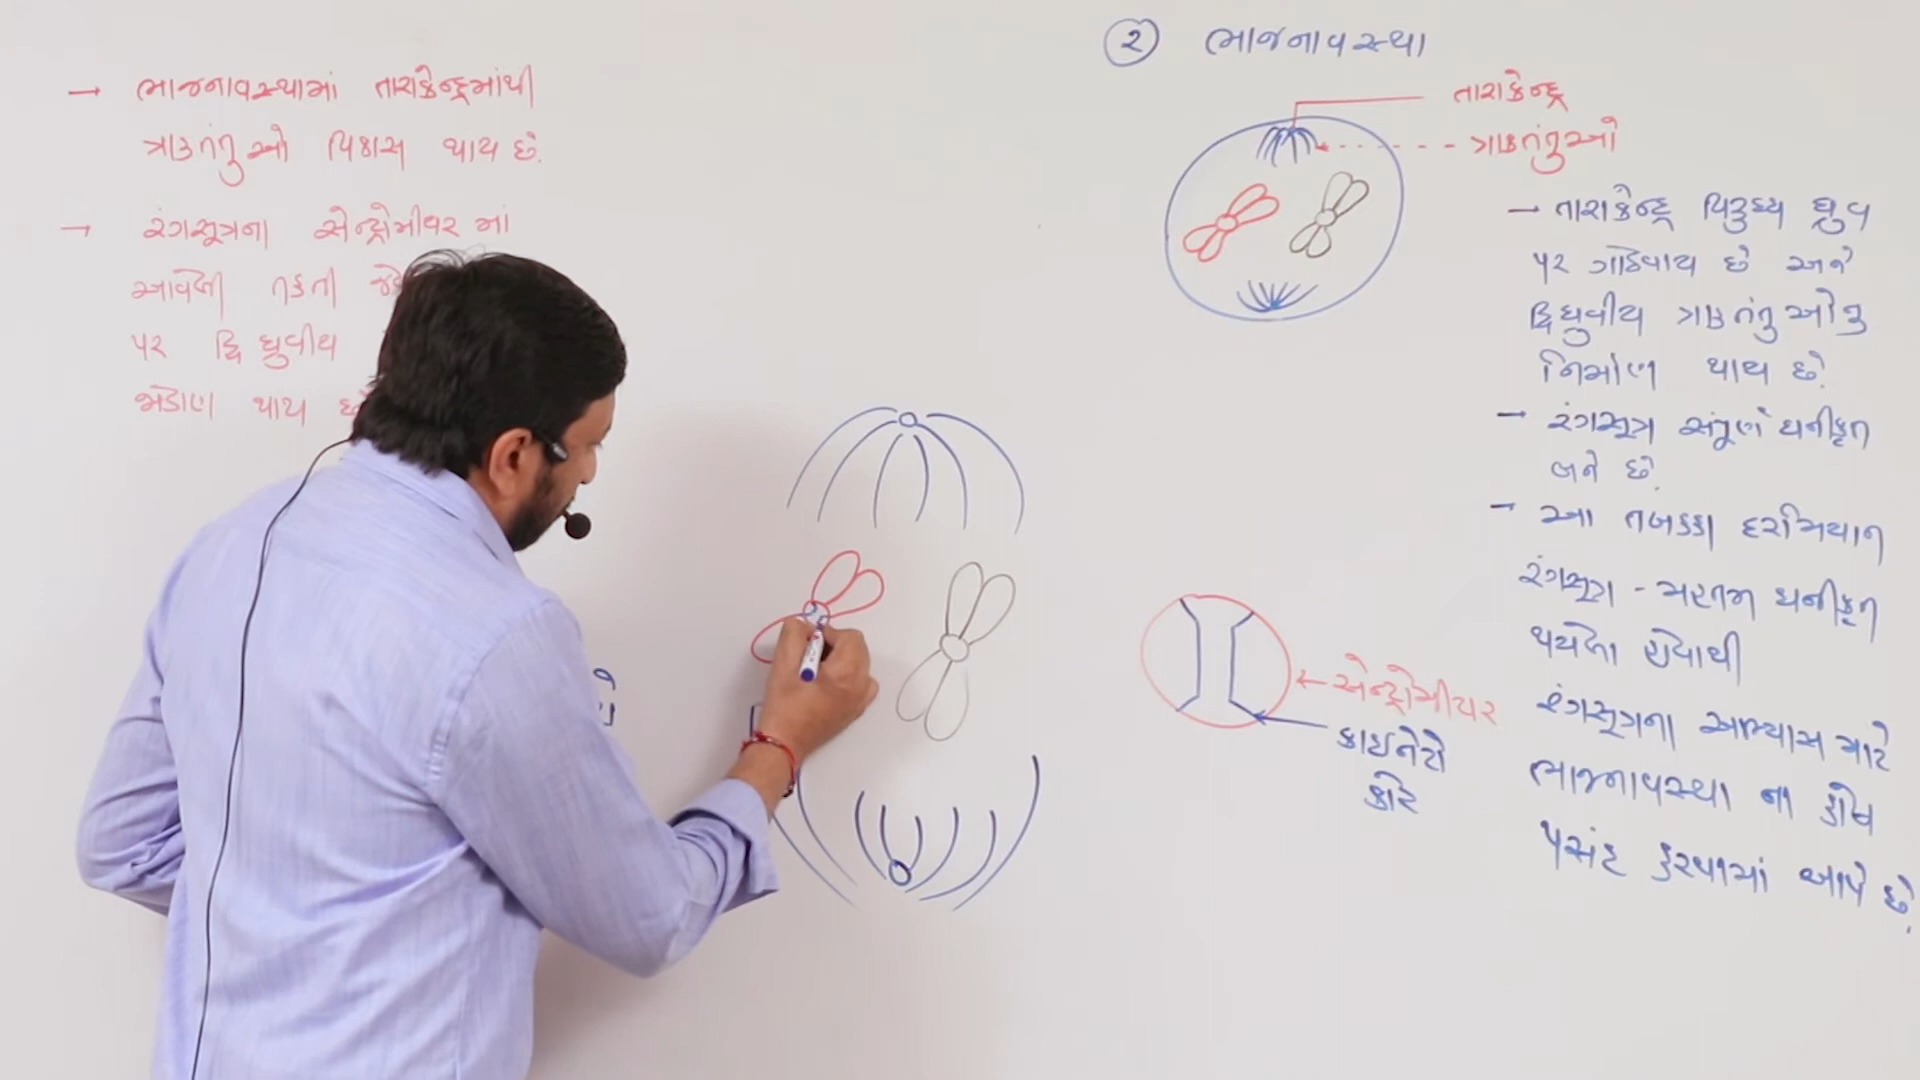 → ભાજનાવસ્થામાં તારાકેન્દ્રમાંથી
ત્રાકતંતુઓ વિકાસ થાય છે.
→ રંગસૂત્રના સેન્ટ્રોમીયર માં
આવેલી તકતી
પર દ્વિ ધ્રુવીય
જોડાણ થાય છે
૨ ભાજનાવસ્થા
તારાકેન્દ્ર
ત્રાકતંતુઓ
→ તારાકેન્દ્ર વિરુધ્ધ ધ્રુવ
પર ગોઠવાય છે અને
દ્વિધ્રુવીય ત્રાકતંતુઓનુ
નિર્માણ થાય છે.
→ રંગસૂત્ર સંપૂર્ણ ઘનીકૃત
બને છે.
→ આ તબક્કા દરમિયાન
રંગસૂત્ર - મહત્તમ ઘનીકૃત
થયેલા હોવાથી
રંગસૂત્રના અભ્યાસ માટે
ભાજનાવસ્થા ના કોષ
પસંદ કરવામાં આવે છે.
← સેન્ટ્રોમીયર
કાઇનેટો
કોર